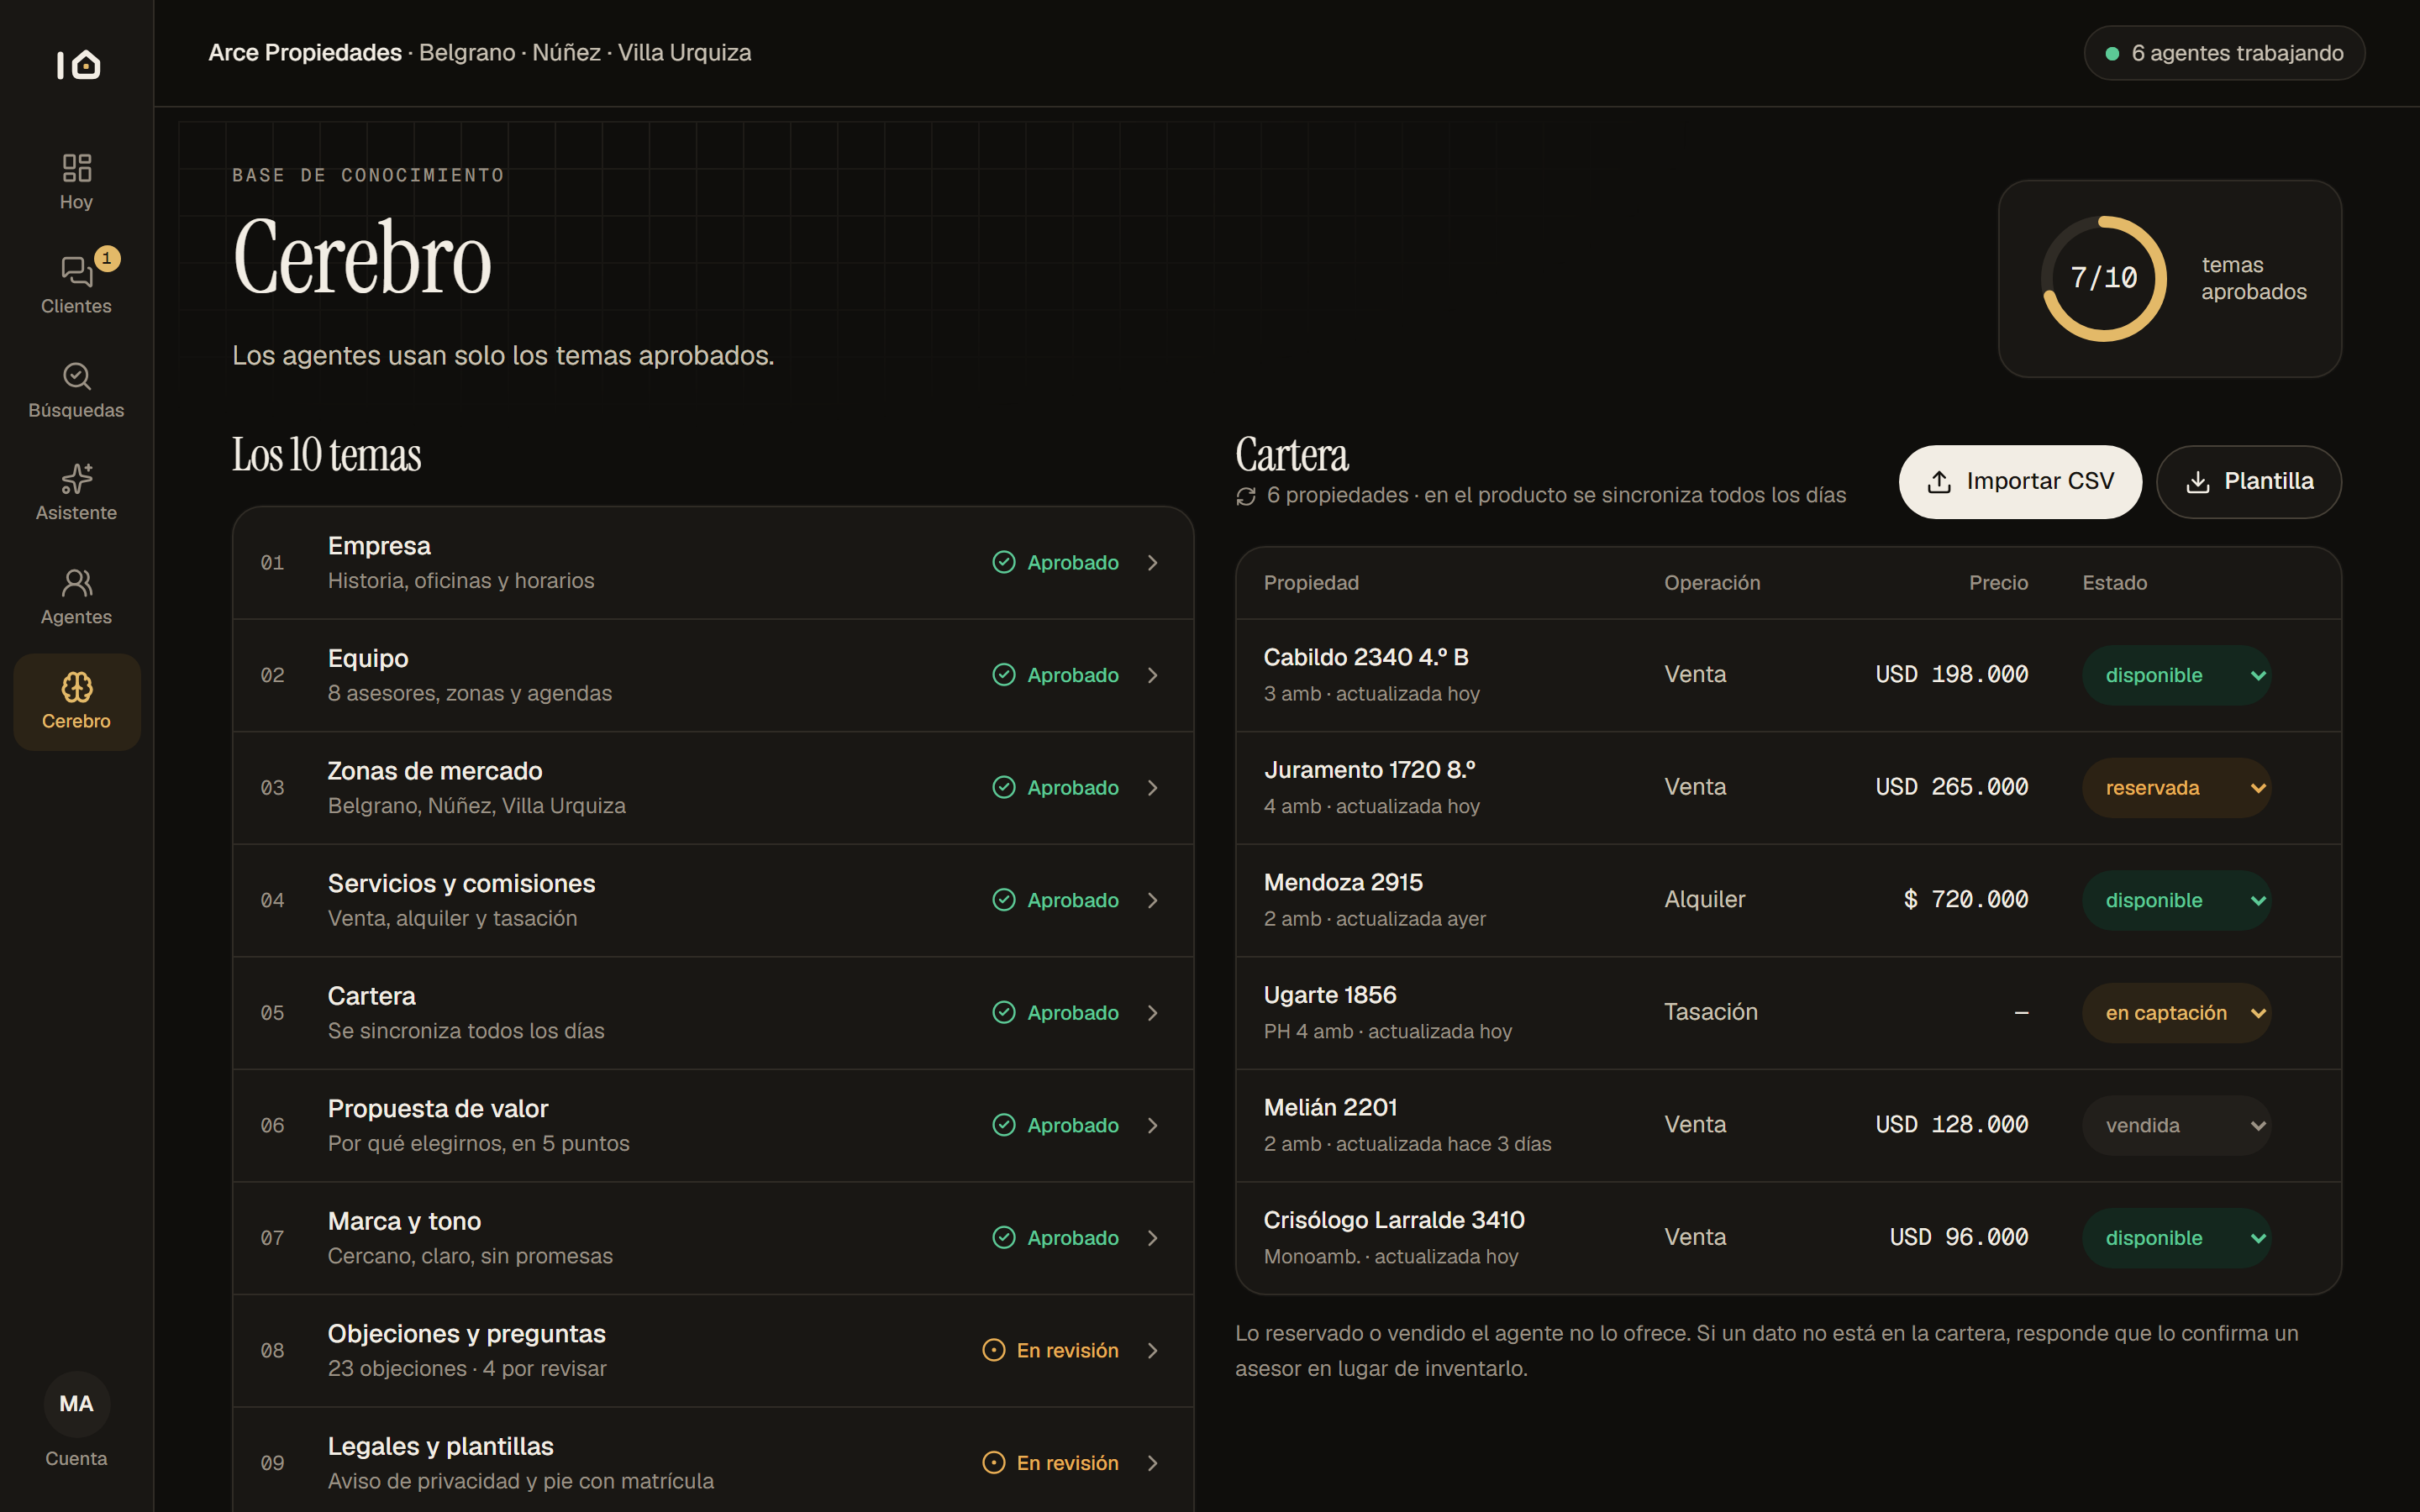 Arce Propiedades · Belgrano · Núñez · Villa Urquiza
6 agentes trabajando
Hoy
1
Clientes
Búsquedas
Asistente
Agentes
Cerebro
MA
Cuenta
BASE DE CONOCIMIENTO
Cerebro
Los agentes usan solo los temas aprobados.
7/10
temas
aprobados
Los 10 temas
01
Empresa
Historia, oficinas y horarios
Aprobado
02
Equipo
8 asesores, zonas y agendas
Aprobado
03
Zonas de mercado
Belgrano, Núñez, Villa Urquiza
Aprobado
04
Servicios y comisiones
Venta, alquiler y tasación
Aprobado
05
Cartera
Se sincroniza todos los días
Aprobado
06
Propuesta de valor
Por qué elegirnos, en 5 puntos
Aprobado
07
Marca y tono
Cercano, claro, sin promesas
Aprobado
08
Objeciones y preguntas
23 objeciones · 4 por revisar
En revisión
09
Legales y plantillas
Aviso de privacidad y pie con matrícula
En revisión
Cartera
6 propiedades · en el producto se sincroniza todos los días
Importar CSV
Plantilla
Propiedad Operación Precio Estado
Cabildo 2340 4.º B
3 amb · actualizada hoy
Venta
USD 198.000
disponible
Juramento 1720 8.º
4 amb · actualizada hoy
Venta
USD 265.000
reservada
Mendoza 2915
2 amb · actualizada ayer
Alquiler
$ 720.000
disponible
Ugarte 1856
PH 4 amb · actualizada hoy
Tasación
–
en captación
Melián 2201
2 amb · actualizada hace 3 días
Venta
USD 128.000
vendida
Crisólogo Larralde 3410
Monoamb. · actualizada hoy
Venta
USD 96.000
disponible
Lo reservado o vendido el agente no lo ofrece. Si un dato no está en la cartera, responde que lo confirma un
asesor en lugar de inventarlo.